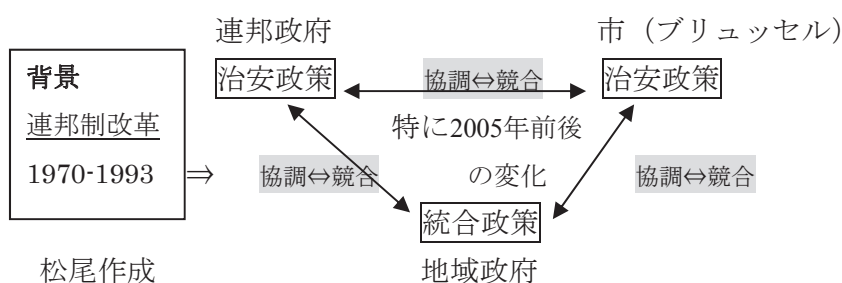 連邦政府
市（ブリュッセル）
背景
連邦制改革
1970-1993
⇒
治安政策
協調⇔競合
治安政策
特に2005年前後
の変化
協調⇔競合
協調⇔競合
統合政策
地域政府
松尾作成